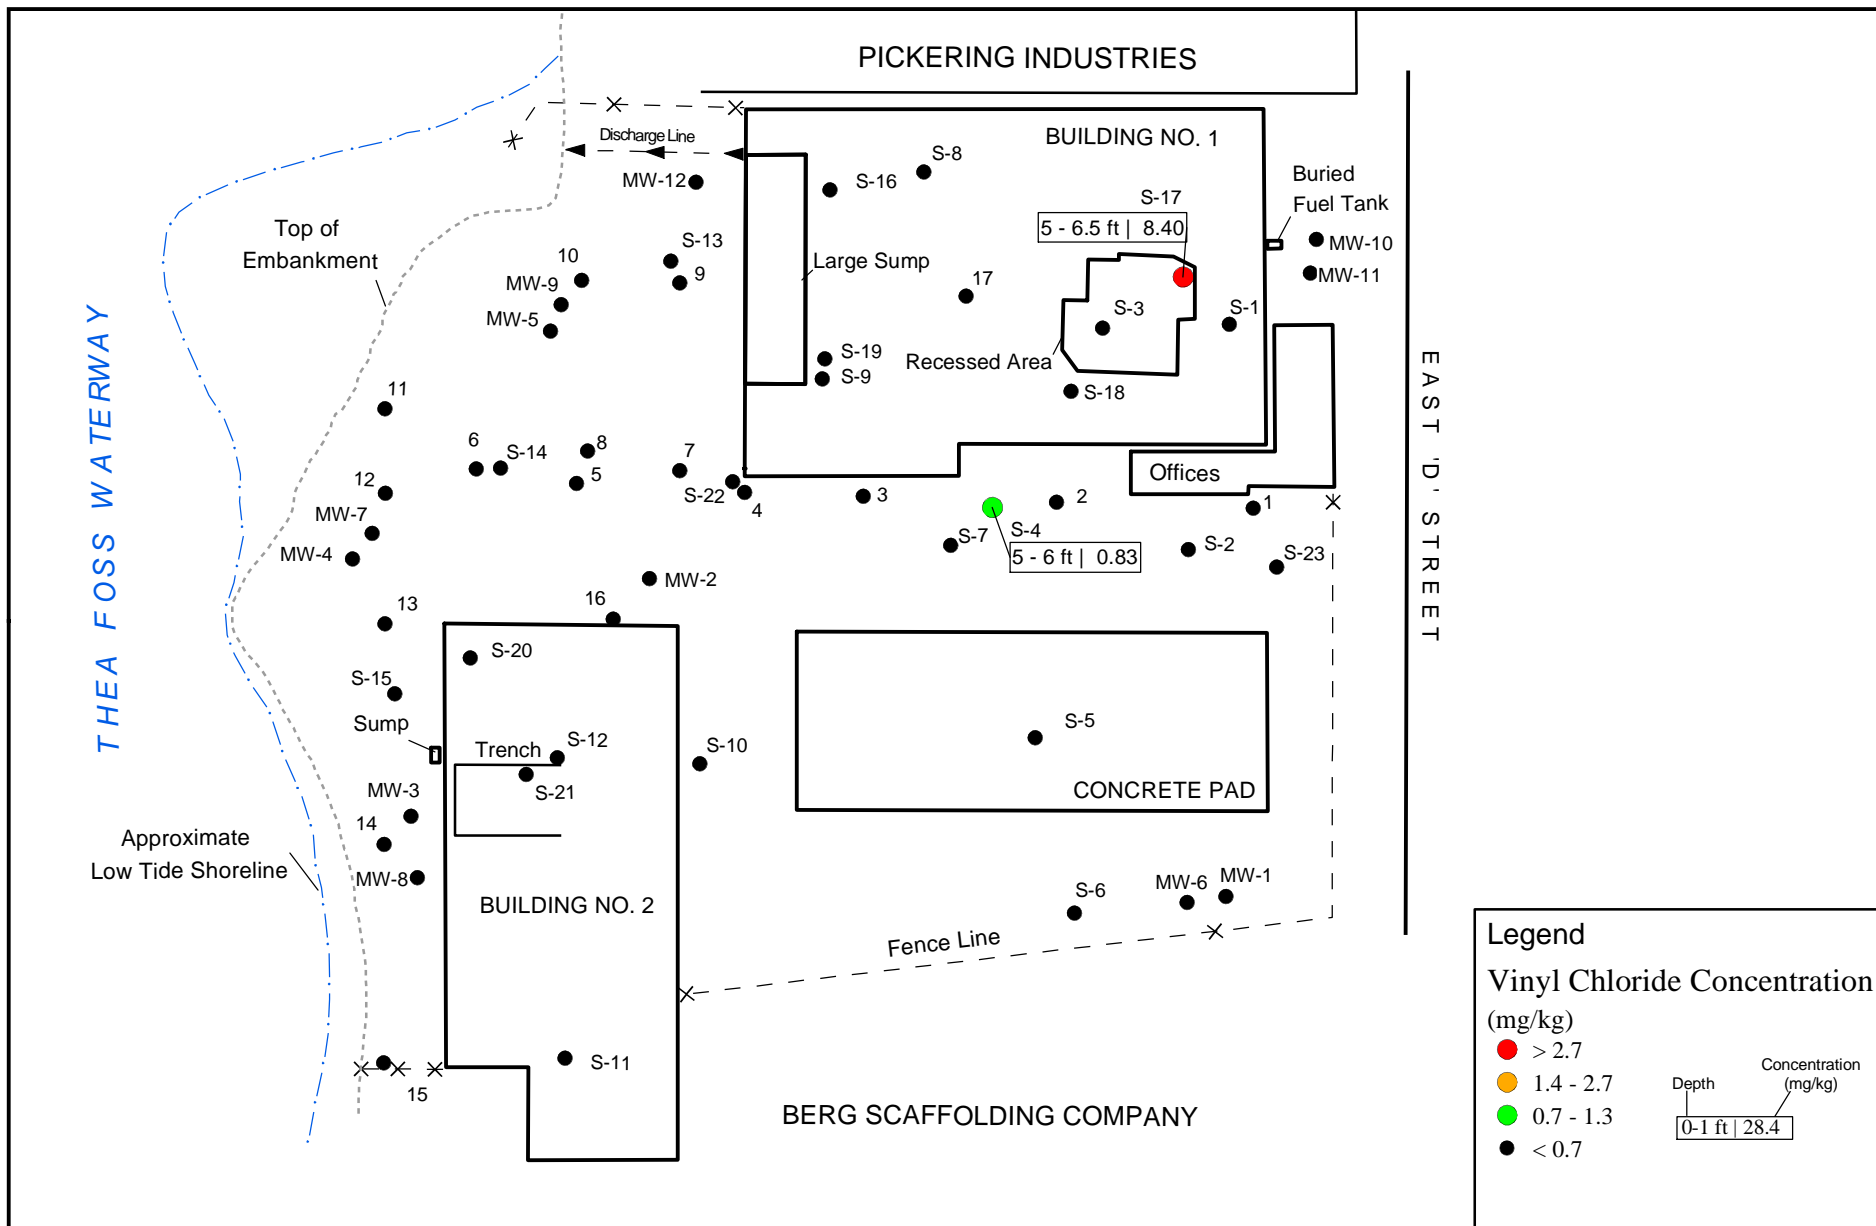 PICKERING INDUSTRIES
Discharge Line
BUILDING NO. 1
S-8
MW-12
S-16
Buried
Fuel Tank
S-17
5 - 6.5 ft | 8.40
Top of
Embankment
S-13
MW-10
10
9
Large Sump
MW-11
MW-9
17
MW-5
S-3
S-1
S-19
Recessed Area
S-9
S-18
11
6
S-14
8
7
Offices
12
5
S-22
4
3
2
1
MW-7
S-7
S-4
5 - 6 ft | 0.83
S-2
S-23
MW-4
MW-2
13
16
S-20
S-15
Sump
Trench
S-12
S-10
S-5
S-21
CONCRETE PAD
MW-3
14
Approximate
Low Tide Shoreline
MW-8
BUILDING NO. 2
S-6
MW-6
MW-1
Fence Line
S-11
15
BERG SCAFFOLDING COMPANY
THEA FOSS WATERWAY
EAST 'D' STREET
Legend
Vinyl Chloride Concentration
(mg/kg)
> 2.7
1.4 - 2.7
0.7 - 1.3
< 0.7
Depth
Concentration
(mg/kg)
0-1 ft | 28.4